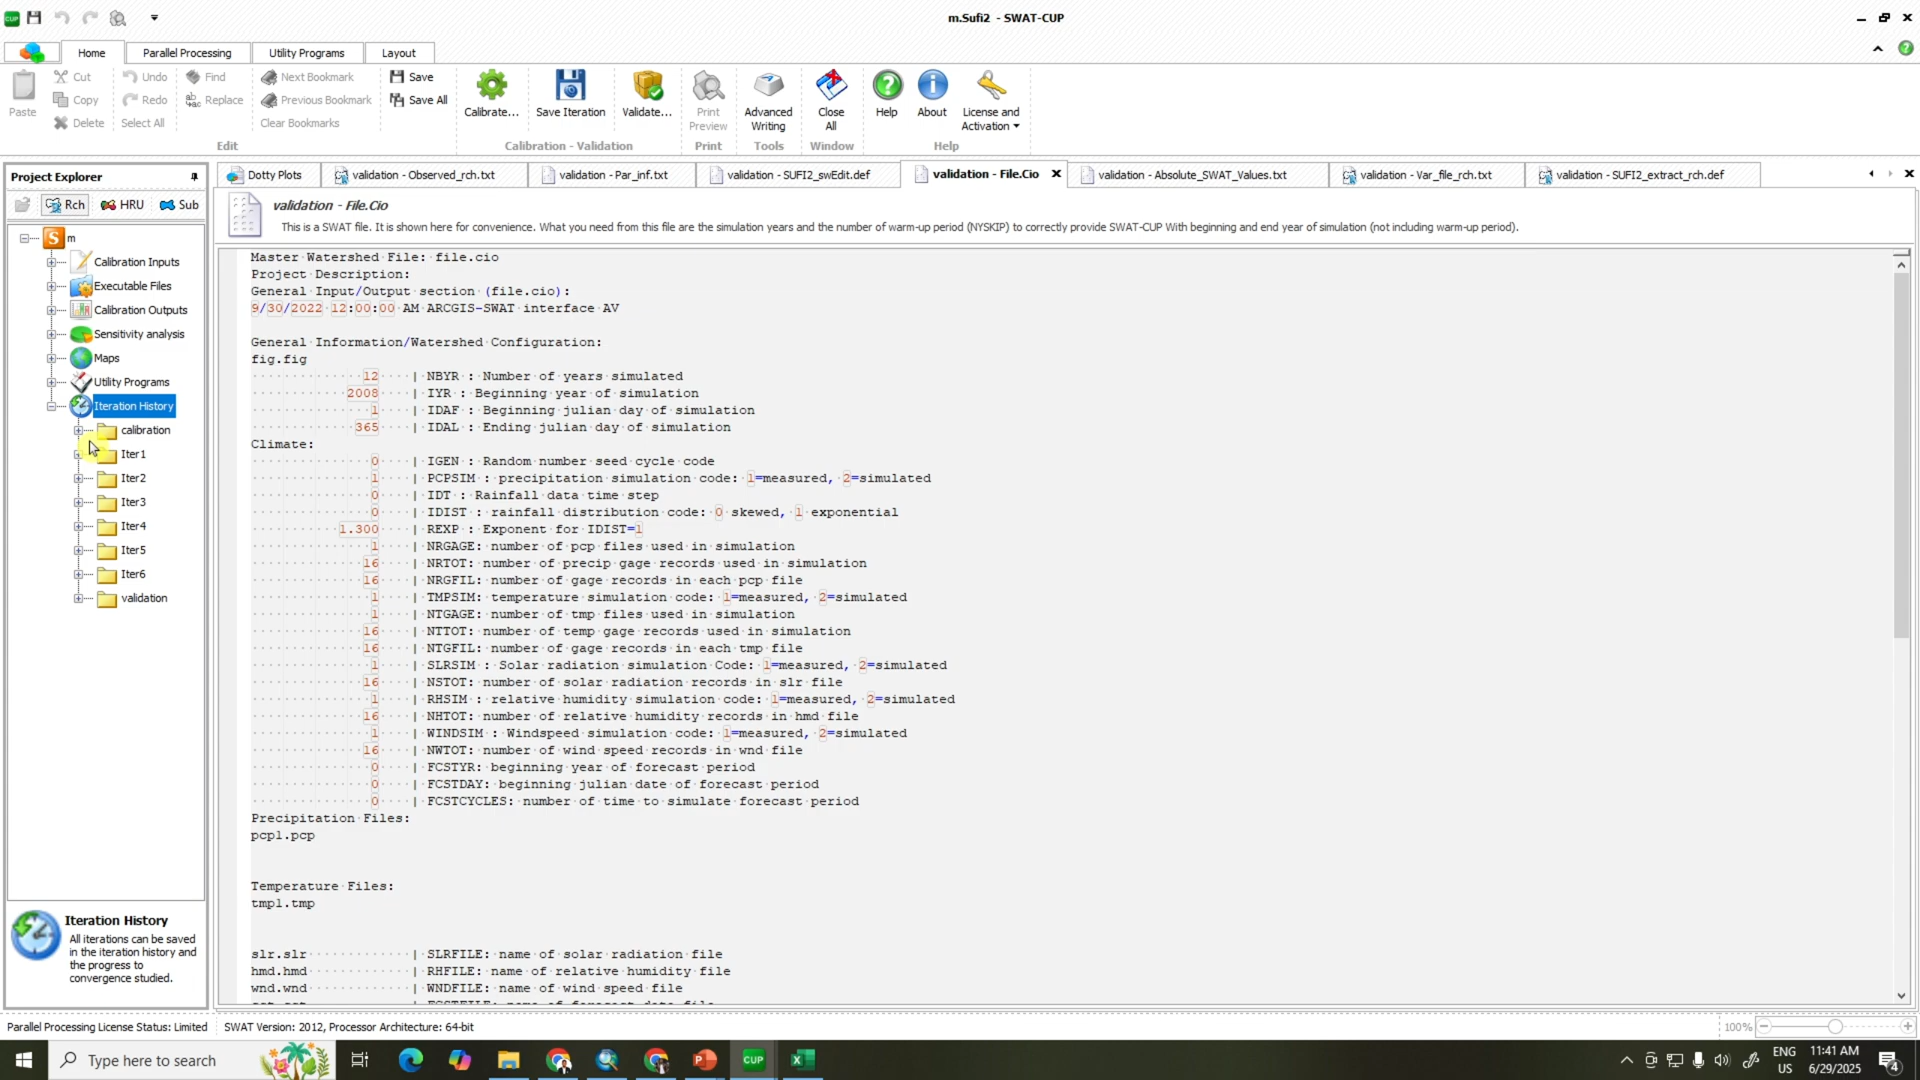 m.Sufi2 - SWAT-CUP
Home
Parallel Processing
Utility Programs
Layout
Paste
Cut
Copy
Delete
Undo
Redo
Select All
Find
Replace
Next Bookmark
Previous Bookmark
Clear Bookmarks
Save
Save All
Calibrate...
Save Iteration
Validate...
Print Preview
Advanced Writing
Close All
Help
About
License and Activation
Edit
Calibration - Validation
Print
Tools
Window
Help
Project Explorer
Rch
HRU
Sub
m
Calibration Inputs
Executable Files
Calibration Outputs
Sensitivity analysis
Maps
Utility Programs
Iteration History
calibration
Iter1
Iter2
Iter3
Iter4
Iter5
Iter6
validation
Iteration History
All iterations can be saved
in the iteration history and
the progress to
convergence studied.
Dotty Plots
validation - Observed_rch.txt
validation - Par_inf.txt
validation - SUFI2_swEdit.def
validation - File.Cio
validation - Absolute_SWAT_Values.txt
validation - Var_file_rch.txt
validation - SUFI2_extract_rch.def
validation - File.Cio
This is a SWAT file. It is shown here for convenience. What you need from this file are the simulation years and the number of warm-up period (NYSKIP) to correctly provide SWAT-CUP With beginning and end year of simulation (not including warm-up period).
Master Watershed File: file.cio
Project Description:
General Input/Output section (file.cio):
9/30/2022 12:00:00 AM ARCGIS-SWAT interface AV
General Information/Watershed Configuration:
fig.fig
12 | NBYR : Number of years simulated
2008 | IYR : Beginning year of simulation
1 | IDAF : Beginning julian day of simulation
365 | IDAL : Ending julian day of simulation
Climate:
0 | IGEN : Random number seed cycle code
1 | PCPSIM : precipitation simulation code: 1=measured, 2=simulated
0 | IDT : Rainfall data time step
0 | IDIST : rainfall distribution code: 0 skewed, 1 exponential
1.300 | REXP : Exponent for IDIST=1
1 | NRGAGE: number of pcp files used in simulation
16 | NRTOT: number of precip gage records used in simulation
16 | NRGFIL: number of gage records in each pcp file
1 | TMPSIM: temperature simulation code: 1=measured, 2=simulated
1 | NTGAGE: number of tmp files used in simulation
16 | NTTOT: number of temp gage records used in simulation
16 | NTGFIL: number of gage records in each tmp file
1 | SLRSIM : Solar radiation simulation Code: 1=measured, 2=simulated
16 | NSTOT: number of solar radiation records in slr file
1 | RHSIM : relative humidity simulation code: 1=measured, 2=simulated
16 | NHTOT: number of relative humidity records in hmd file
1 | WINDSIM : Windspeed simulation code: 1=measured, 2=simulated
16 | NWTOT: number of wind speed records in wnd file
0 | FCSTYR: beginning year of forecast period
0 | FCSTDAY: beginning julian date of forecast period
0 | FCSTCYCLES: number of time to simulate forecast period
Precipitation Files:
pcp1.pcp
Temperature Files:
tmp1.tmp
slr.slr | SLRFILE: name of solar radiation file
hmd.hmd | RHFILE: name of relative humidity file
wnd.wnd | WNDFILE: name of wind speed file
Parallel Processing License Status: Limited
SWAT Version: 2012, Processor Architecture: 64-bit
100%
Type here to search
CUP
ENG
US
11:41 AM
6/29/2025
4